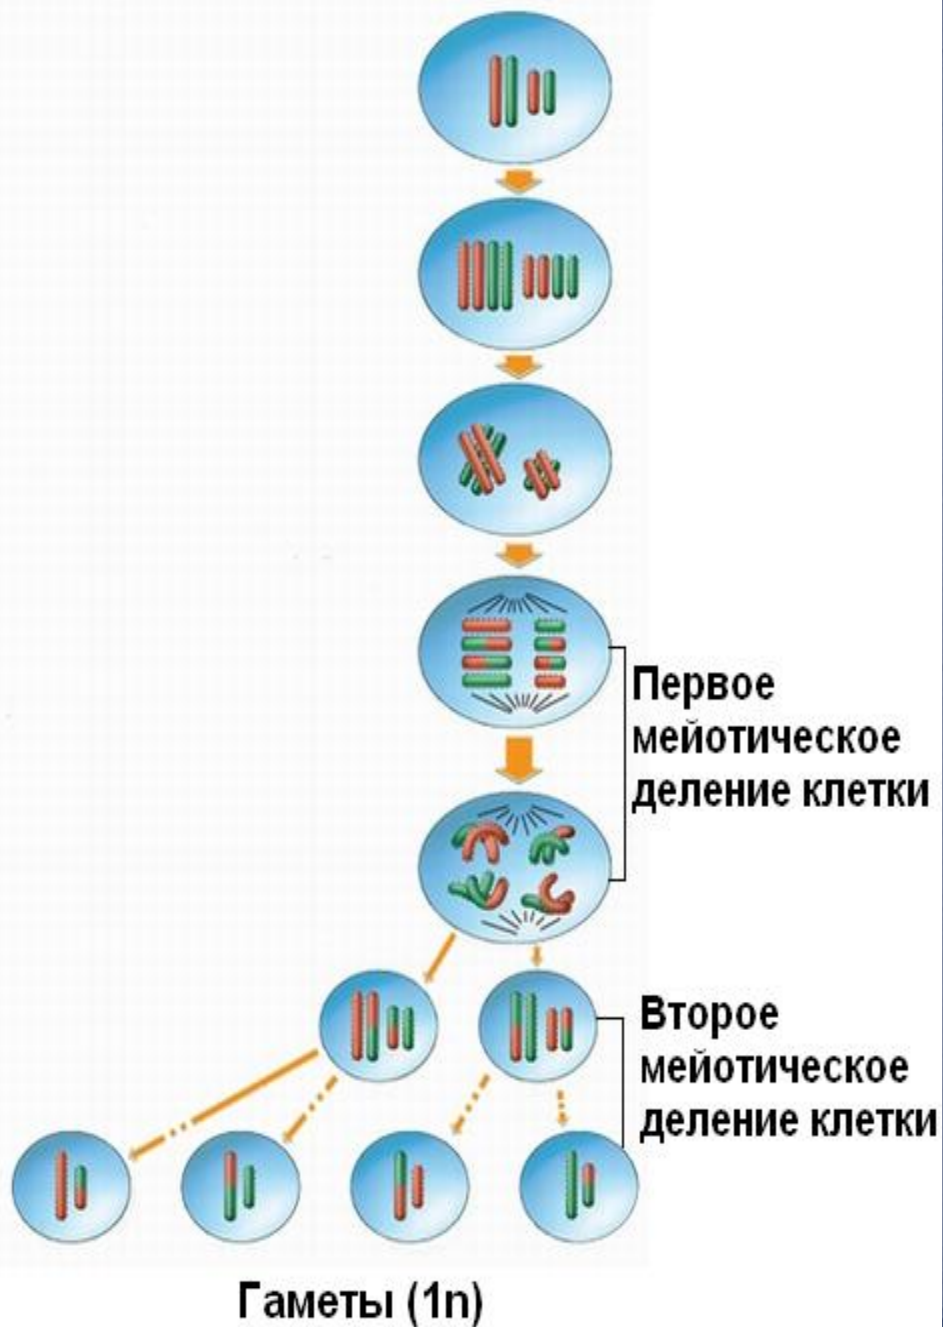 Первое
мейотическое
деление клетки
Второе
мейотическое
деление клетки
Гаметы (1n)